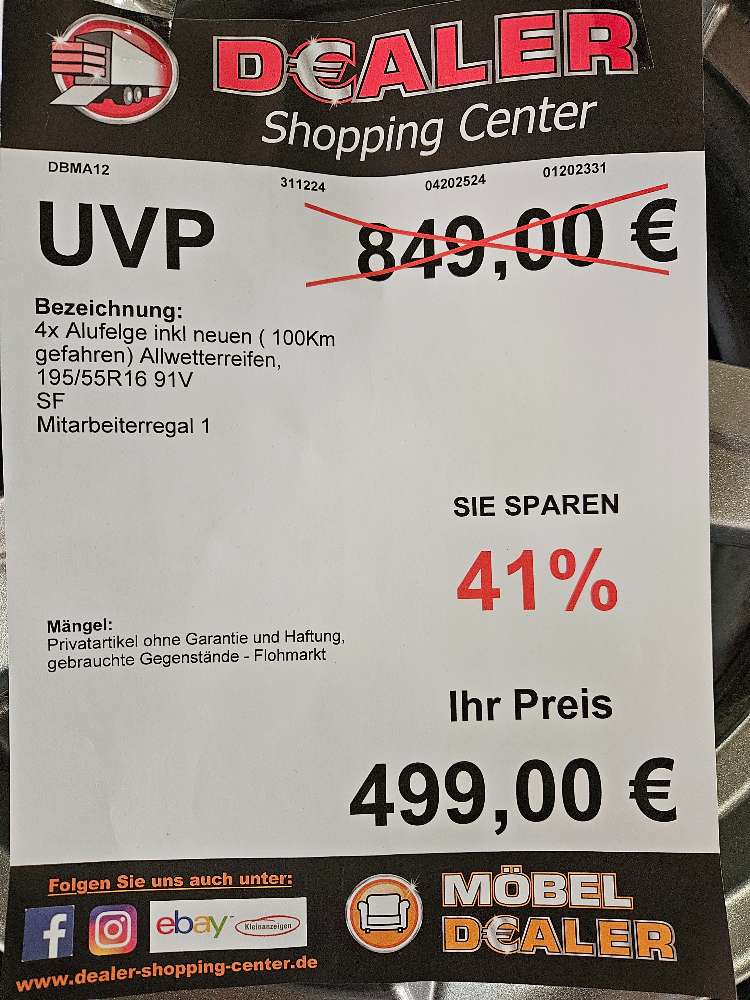 DEALER
Shopping Center
DBMA12
311224
04202524
01202331
UVP 849,00 €
Bezeichnung:
4x Alufelge inkl neuen ( 100Km
gefahren) Allwetterreifen,
195/55R16 91V
SF
Mitarbeiterregal 1
SIE SPAREN
41%
Mängel:
Privatartikel ohne Garantie und Haftung,
gebrauchte Gegenstände - Flohmarkt
Ihr Preis
499,00 €
Folgen Sie uns auch unter:
f
ebay Kleinanzeigen
www.dealer-shopping-center.de
MÖBEL
D€ALER